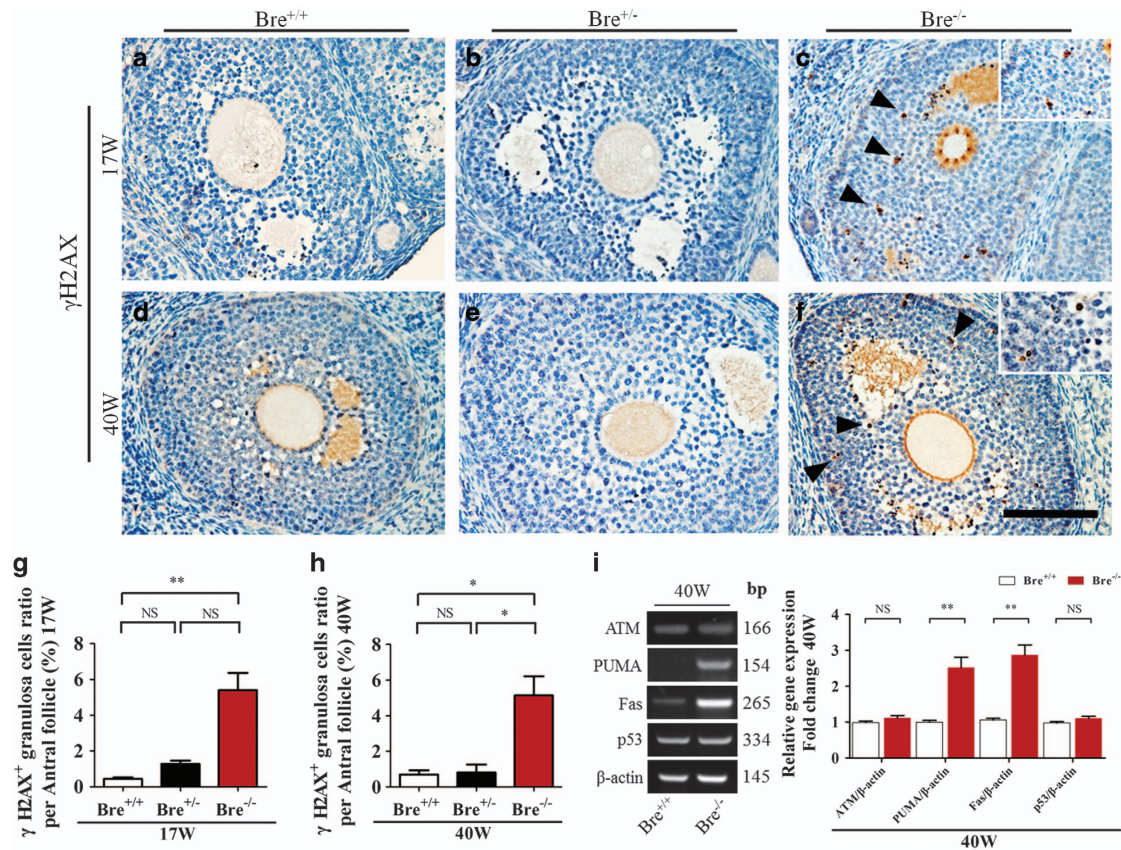 Bre+/+ Bre+/- Bre-/-
a b c
17W
γH2AX
d e f
40W
g
γ H2AX+ granulosa cells ratio
per Antral follicle (%) 17W
**
NS NS
8
6
4
2
0
Bre+/+ Bre+/- Bre-/-
17W
h
γ H2AX+ granulosa cells ratio
per Antral follicle (%) 40W
*
NS *
8
6
4
2
0
Bre+/+ Bre+/- Bre-/-
40W
i
40W bp
ATM 166
PUMA 154
Fas 265
p53 334
β-actin 145
Bre+/+ Bre-/-
Bre+/+ Bre-/-
Relative gene expression
Fold change 40W
NS ** ** NS
4
3
2
1
0
ATM/β-actin PUMA/β-actin Fas/β-actin p53/β-actin
40W